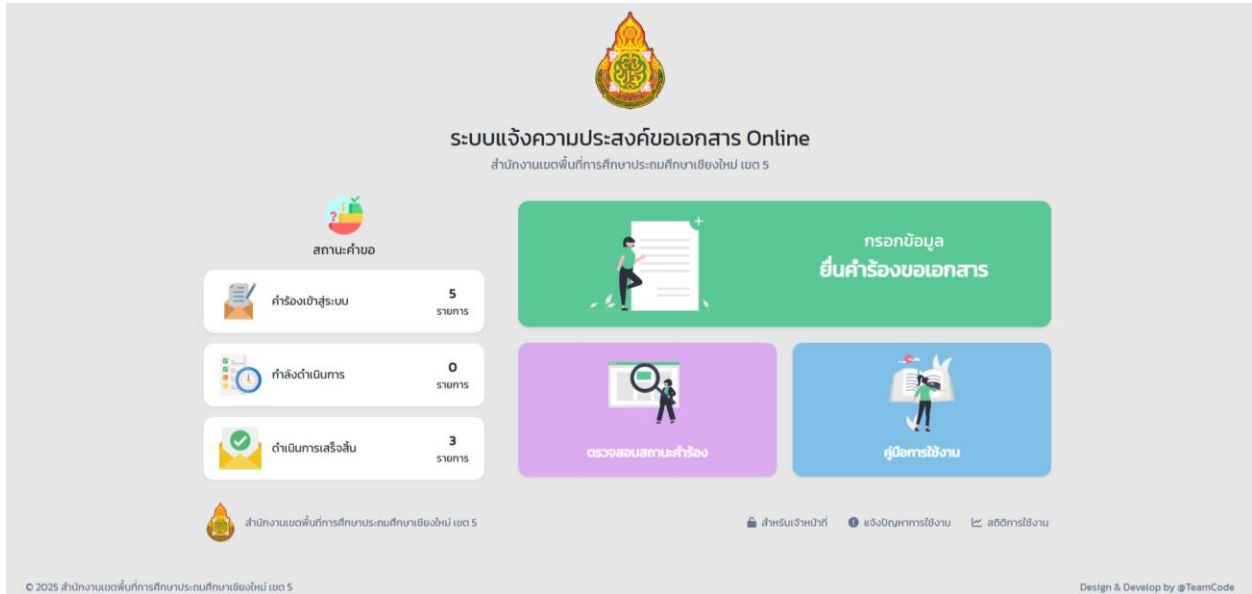 ระบบแจ้งความประสงค์ขอเอกสาร Online
สำนักงานเขตพื้นที่การศึกษาประถมศึกษาเชียงใหม่ เขต 5
สถานะคำขอ
คำร้องเข้าสู่ระบบ
5
รายการ
กำลังดำเนินการ
0
รายการ
ดำเนินการเสร็จสิ้น
3
รายการ
กรอกข้อมูล
ยื่นคำร้องขอเอกสาร
ตรวจสอบสถานะคำร้อง
คู่มือการใช้งาน
สำนักงานเขตพื้นที่การศึกษาประถมศึกษาเชียงใหม่ เขต 5
สำหรับเจ้าหน้าที่
แจ้งปัญหาการใช้งาน
สถิติการใช้งาน
© 2025 สำนักงานเขตพื้นที่การศึกษาประถมศึกษาเชียงใหม่ เขต 5
Design & Develop by @TeamCode